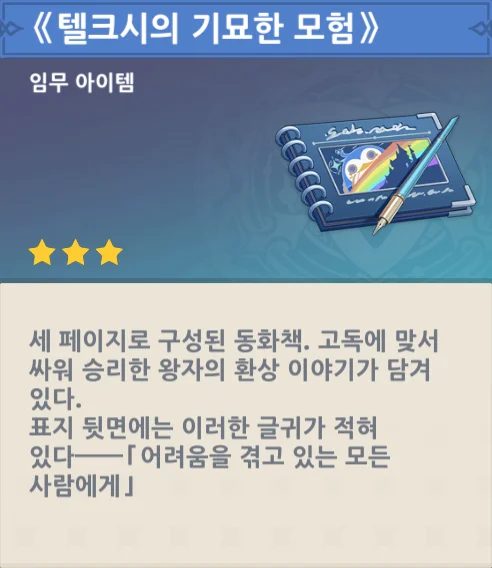 《텔크시의 기묘한 모험》
임무 아이템
세 페이지로 구성된 동화책. 고독에 맞서
싸워 승리한 왕자의 환상 이야기가 담겨
있다.
표지 뒷면에는 이러한 글귀가 적혀
있다——「어려움을 겪고 있는 모든
사람에게」